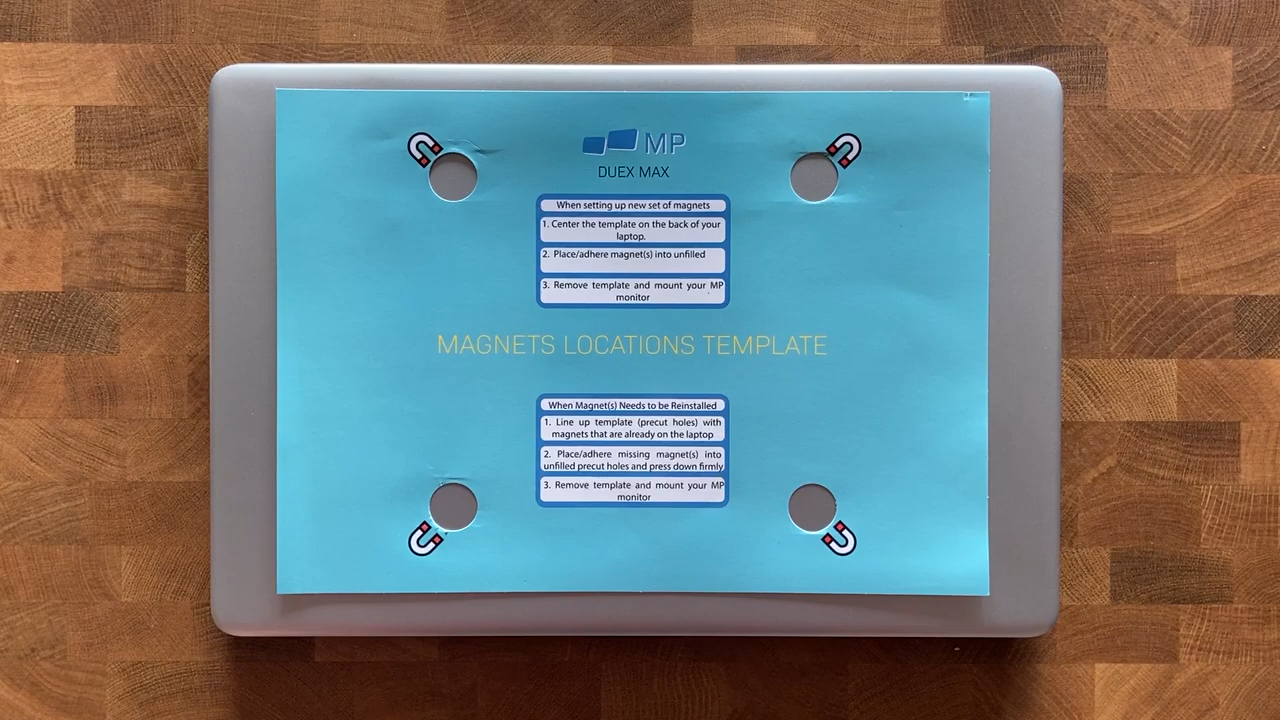 MP
DUEX MAX
When setting up new set of magnets
1. Center the template on the back of your
laptop.
2. Place/adhere magnet(s) into unfilled
3. Remove template and mount your MP
monitor
MAGNETS LOCATIONS TEMPLATE
When Magnet(s) Needs to be Reinstalled
1. Line up template (precut holes) with
magnets that are already on the laptop
2. Place/adhere missing magnet(s) into
unfilled precut holes and press down firmly
3. Remove template and mount your MP
monitor